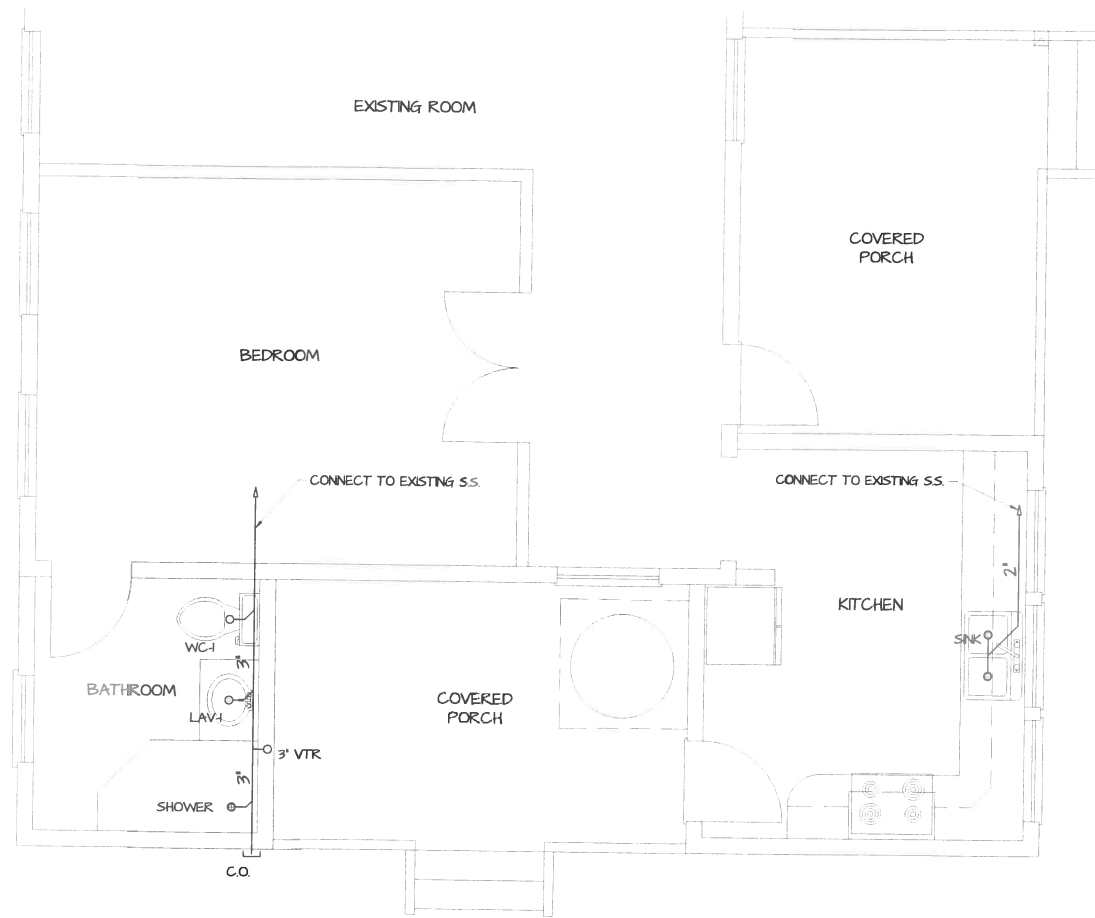 EXISTING ROOM
COVERED
PORCH
BEDROOM
CONNECT TO EXISTING S.S.
CONNECT TO EXISTING S.S.
2"
KITCHEN
WC-1
SINK
3"
BATHROOM
LAV-1
COVERED
PORCH
3" VTR
3"
SHOWER
C.O.